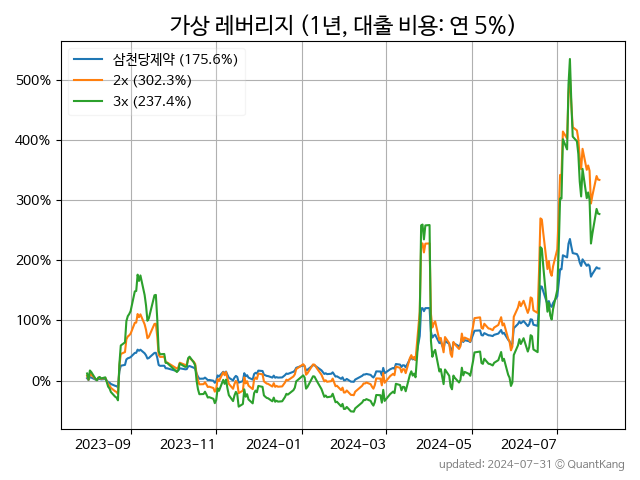 가상 레버리지 (1년, 대출 비용: 연 5%)
삼천당제약 (175.6%)
2x (302.3%)
3x (237.4%)
500%
400%
300%
200%
100%
0%
2023-09 2023-11 2024-01 2024-03 2024-05 2024-07
updated: 2024-07-31 © QuantKang